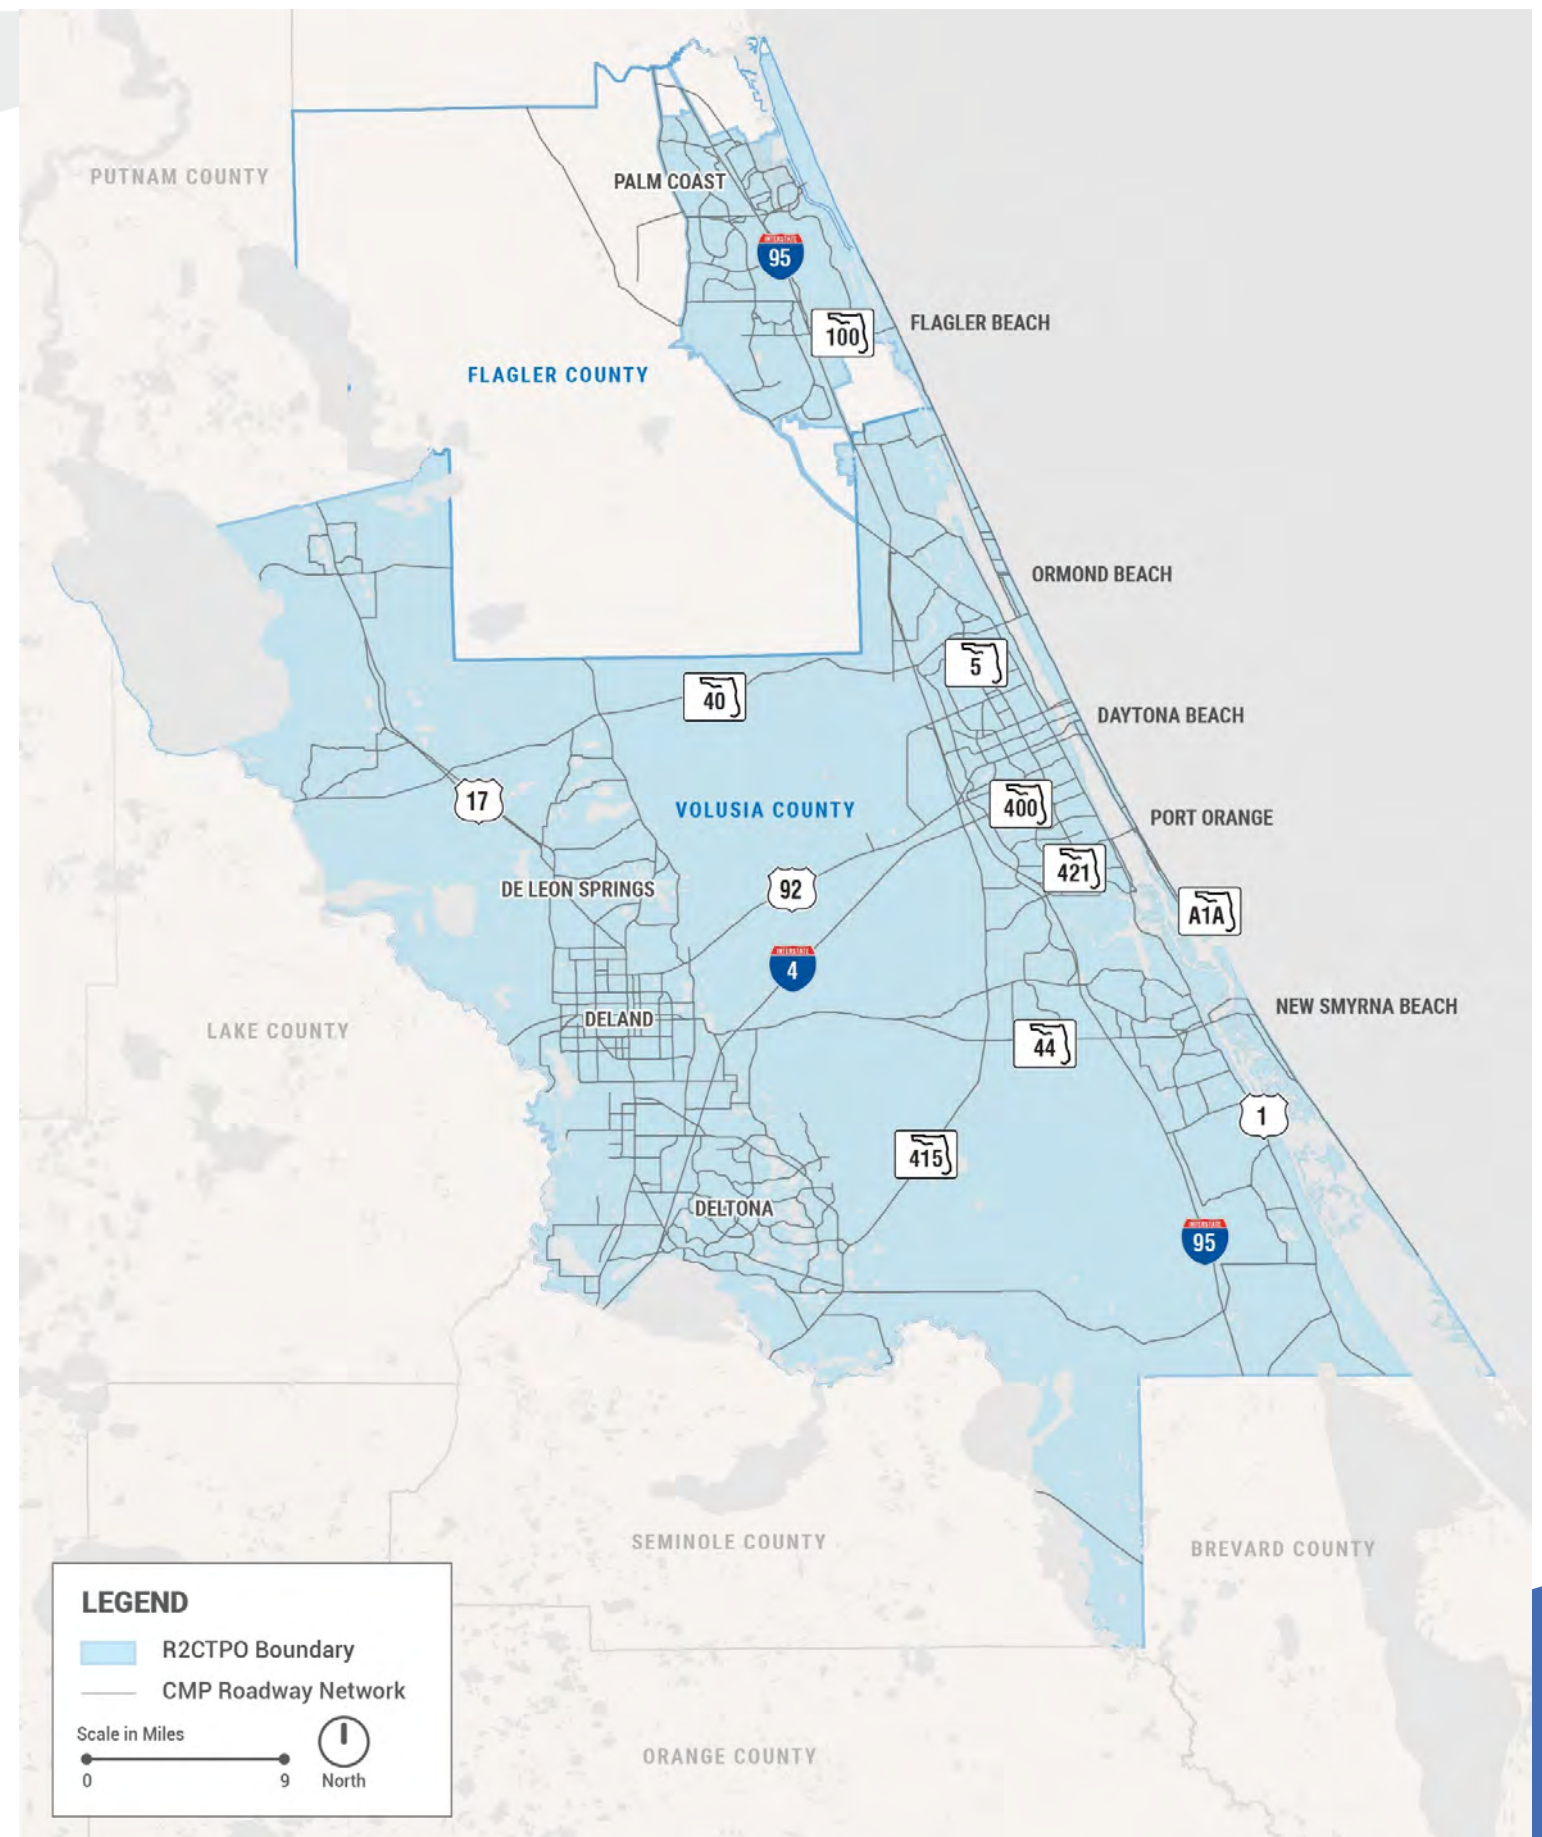 PUTNAM COUNTY
PALM COAST
INTERSTATE
95
FLAGLER BEACH
100
FLAGLER COUNTY
ORMOND BEACH
5
40
DAYTONA BEACH
17
VOLUSIA COUNTY
400
PORT ORANGE
421
DE LEON SPRINGS
92
A1A
INTERSTATE
4
NEW SMYRNA BEACH
DELAND
LAKE COUNTY
44
1
415
DELTONA
INTERSTATE
95
SEMINOLE COUNTY
BREVARD COUNTY
LEGEND
R2CTPO Boundary
CMP Roadway Network
Scale in Miles
0 9 North
ORANGE COUNTY